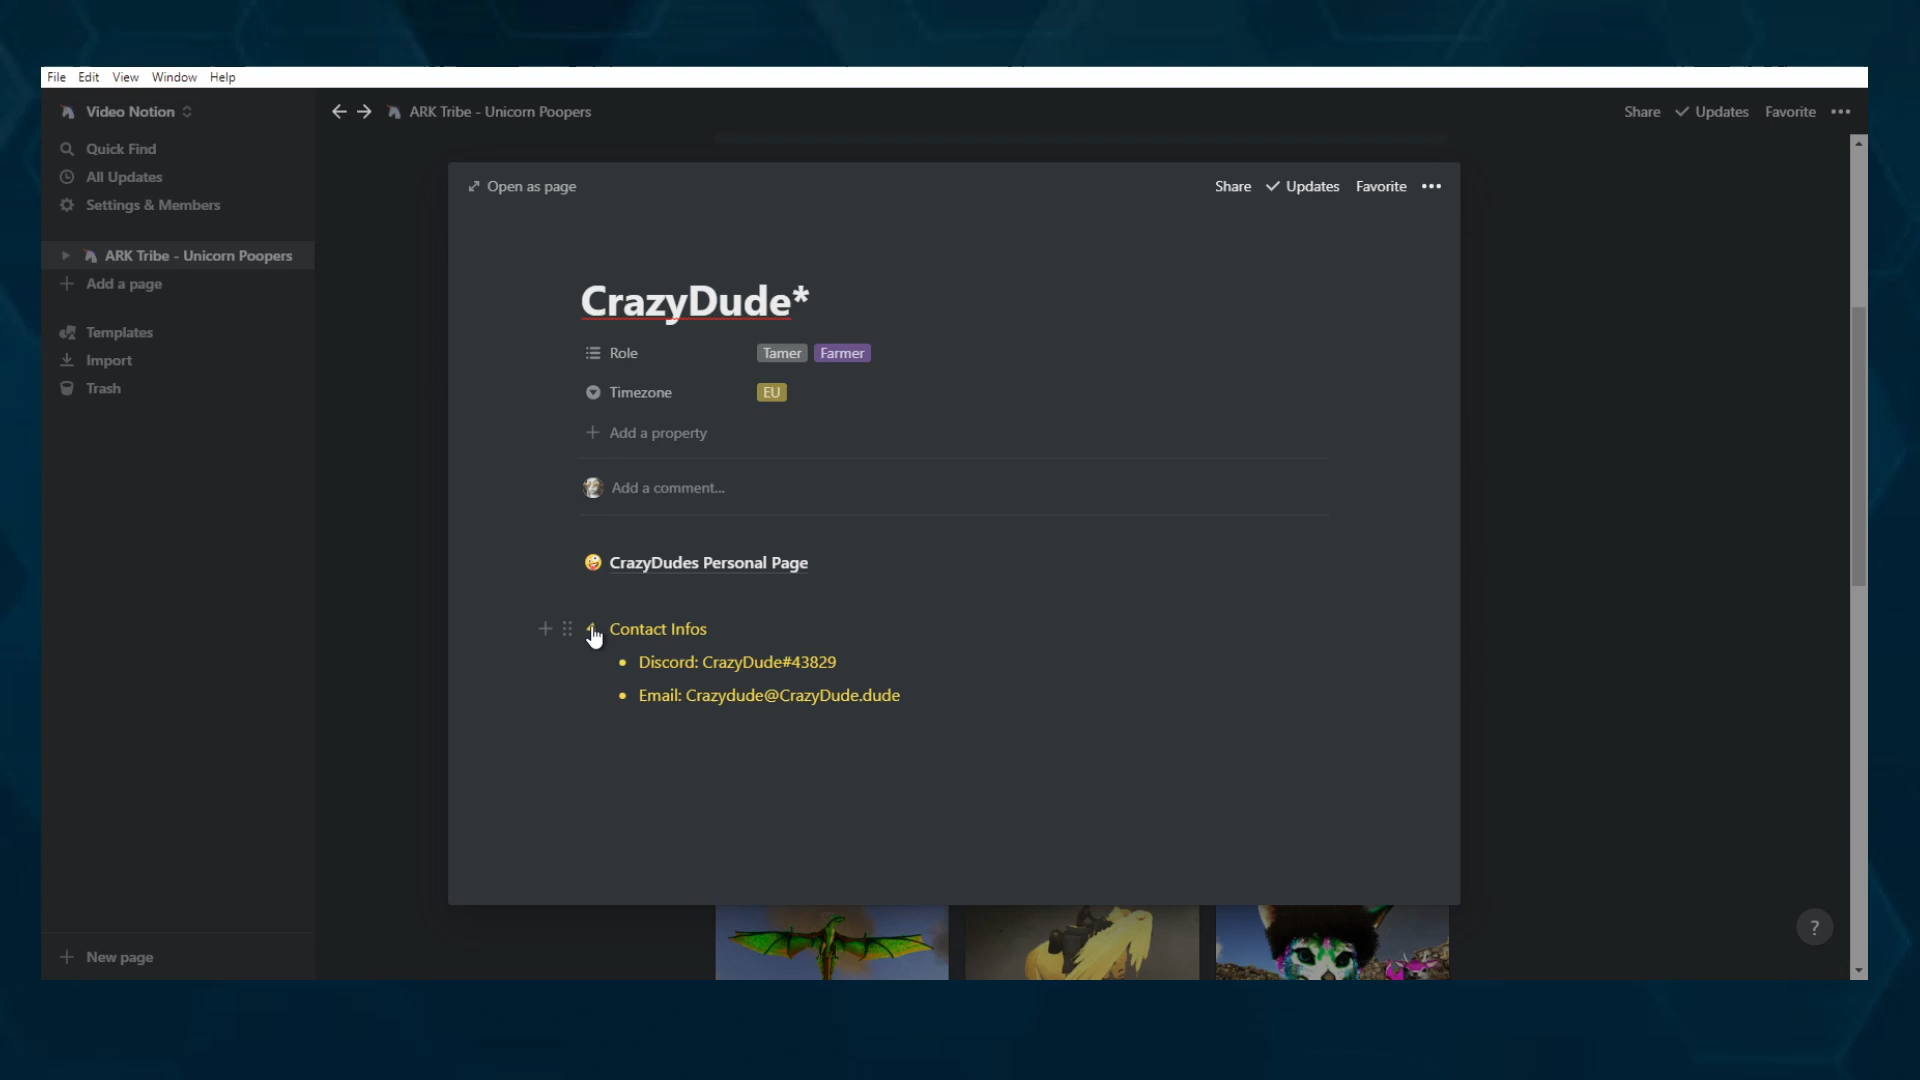 File Edit View Window Help
Video Notion
ARK Tribe - Unicorn Poopers
Share Updates Favorite
Quick Find
All Updates
Settings & Members
ARK Tribe - Unicorn Poopers
Add a page
Templates
Import
Trash
New page
Open as page
Share Updates Favorite
CrazyDude*
Role Tamer Farmer
Timezone EU
Add a property
Add a comment...
CrazyDudes Personal Page
Contact Infos
Discord: CrazyDude#43829
Email: Crazydude@CrazyDude.dude
?